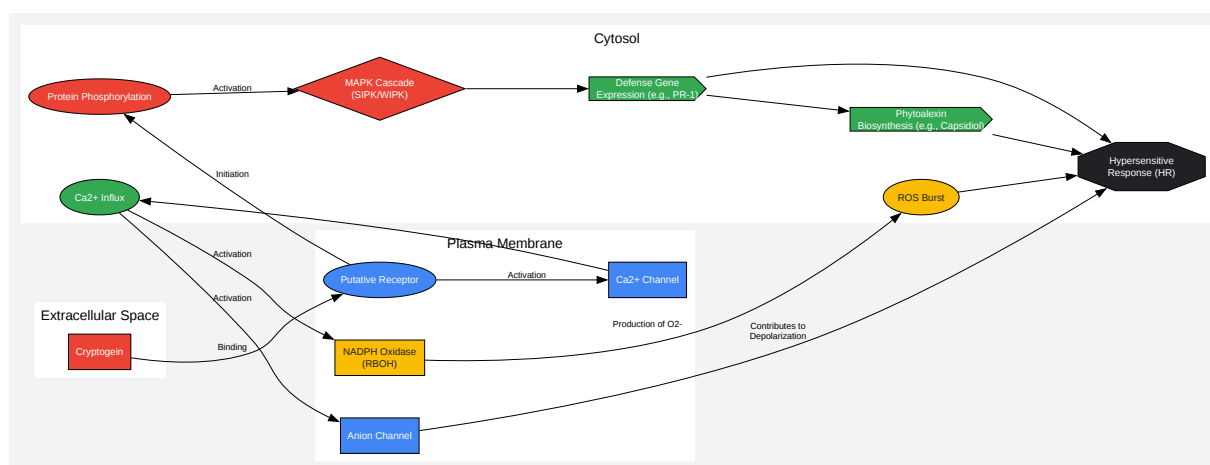 Cytosol
Protein Phosphorylation
Activation
MAPK Cascade
(SIPK/WIPK)
Defense Gene
Expression (e.g., PR-1)
Phytoalexin
Biosynthesis (e.g., Capsidiol)
Hypersensitive
Response (HR)
Initiation
Ca2+ Influx
ROS Burst
Plasma Membrane
Activation
Putative Receptor
Activation
Ca2+ Channel
Activation
Extracellular Space
Cryptogein
Binding
NADPH Oxidase
(RBOH)
Production of O2-
Contributes to
Depolarization
Anion Channel